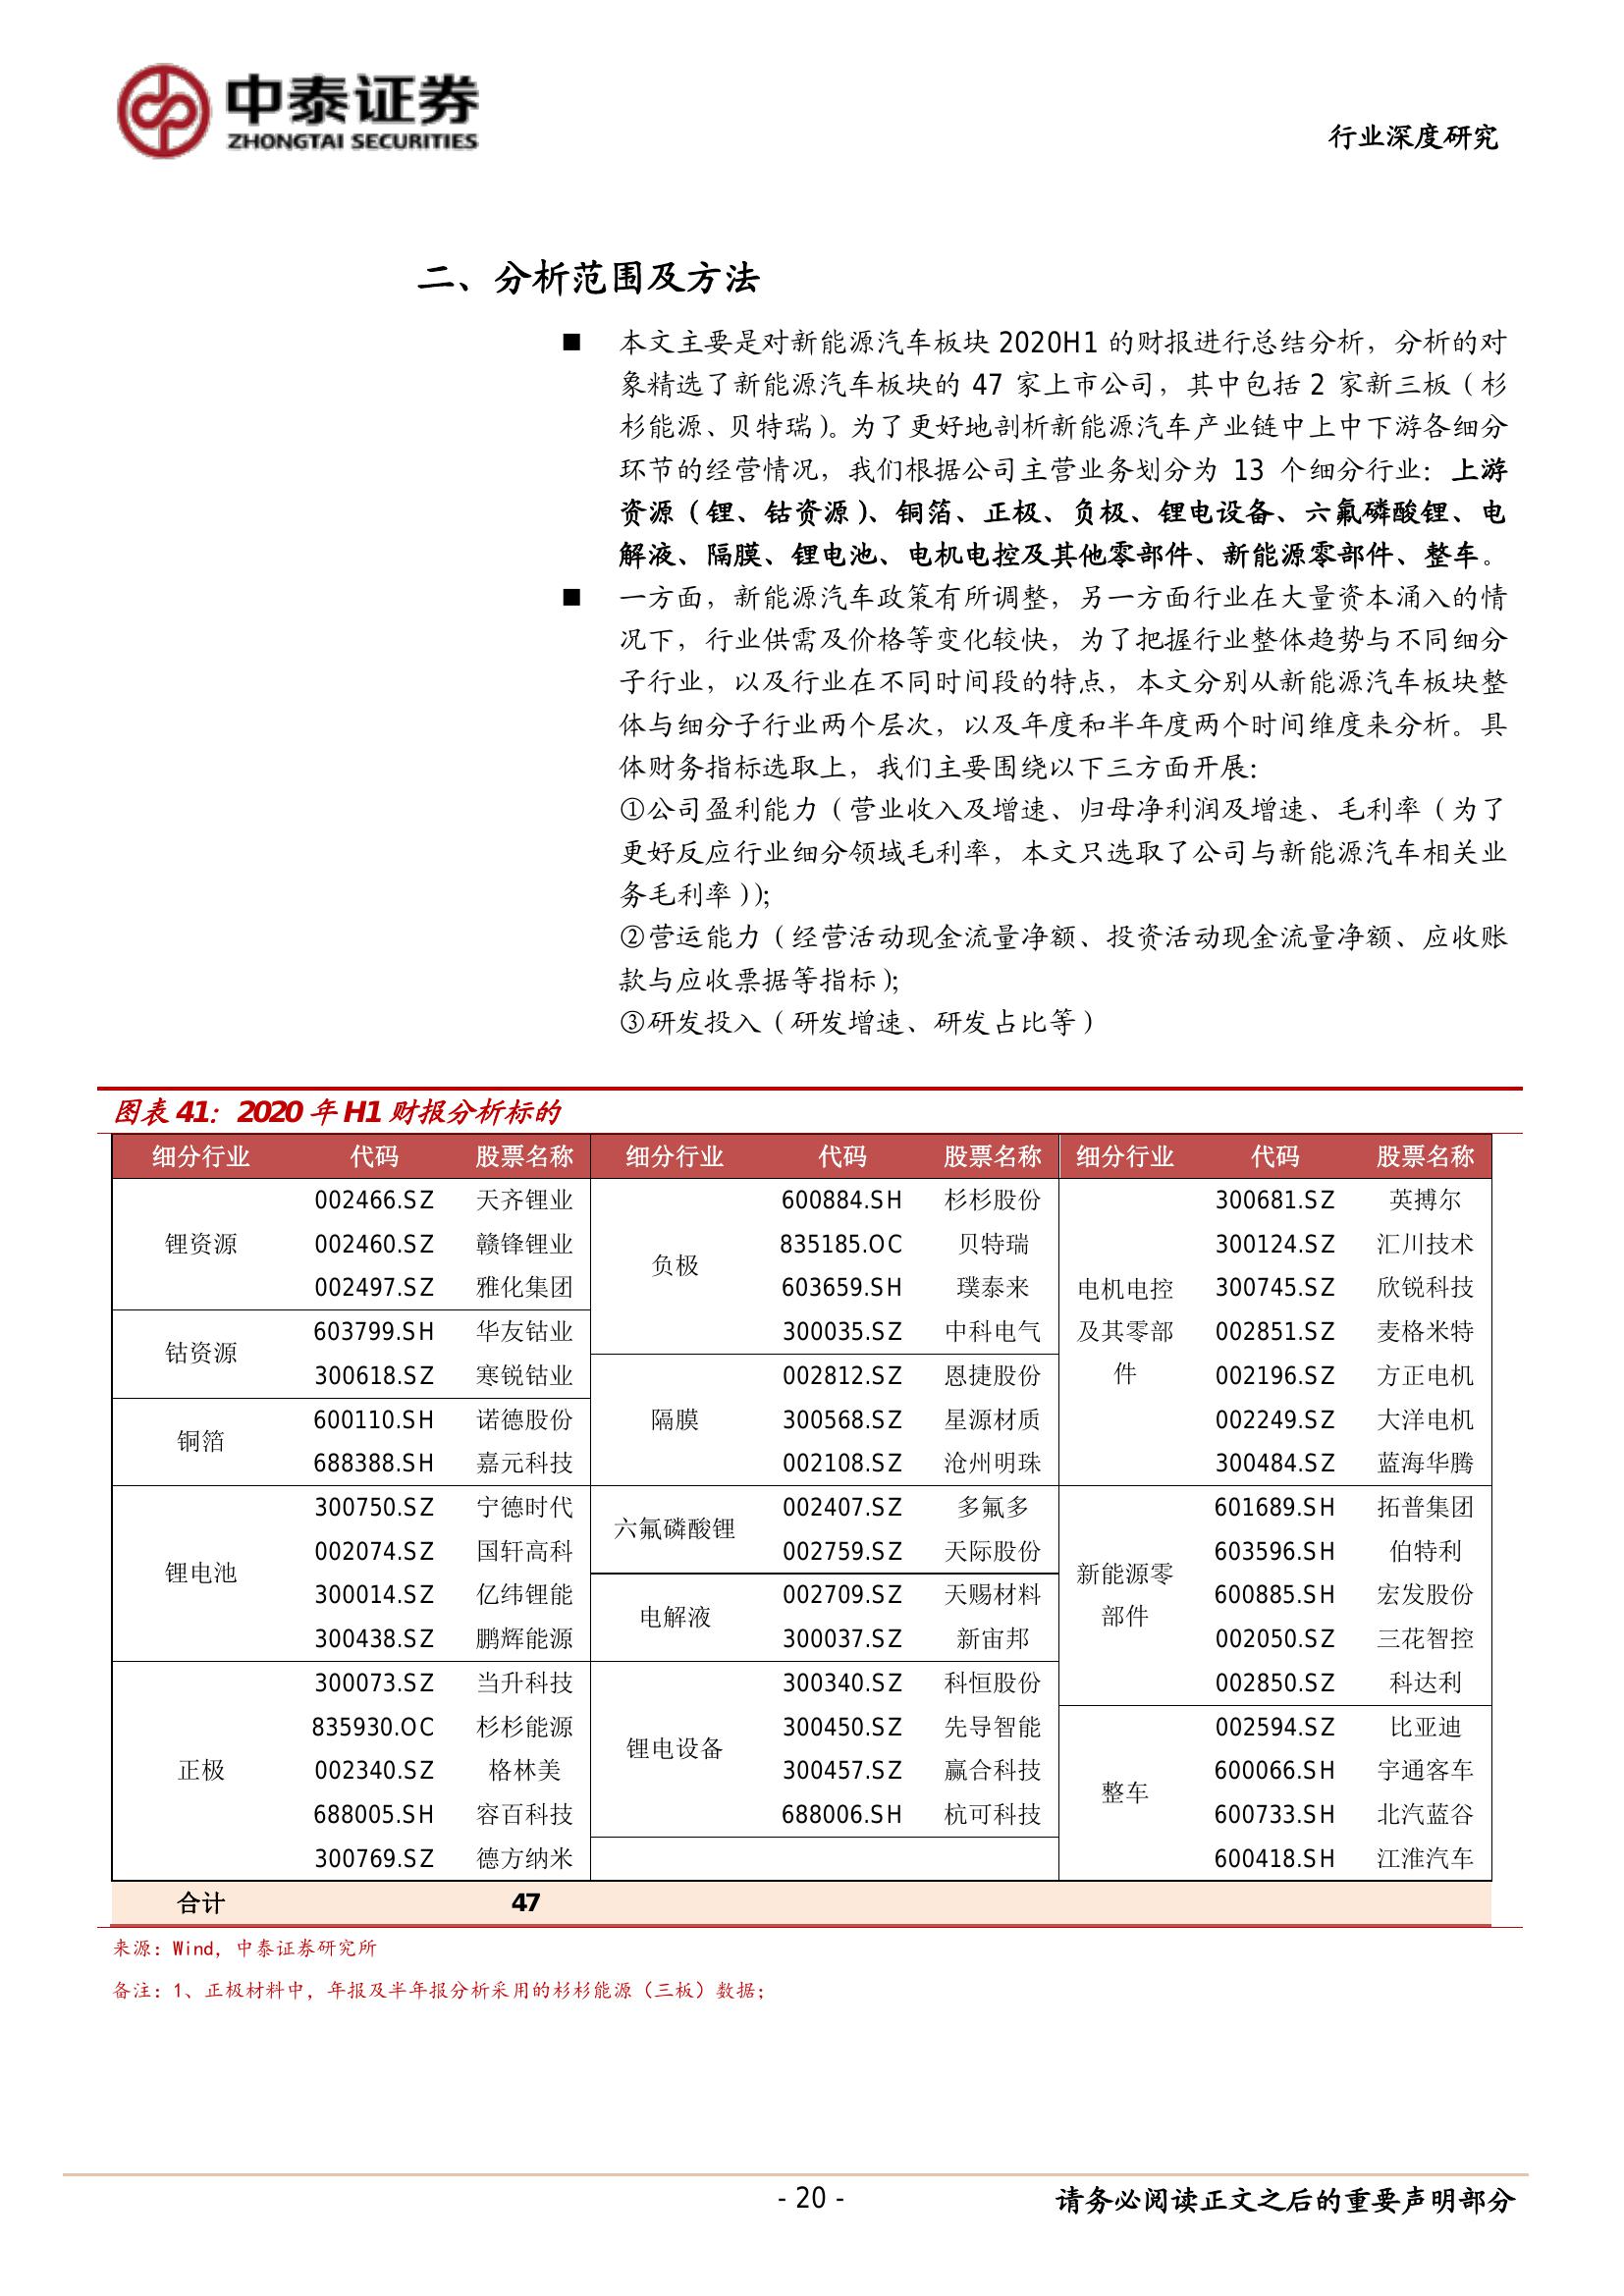 中泰证券
ZHONGTAI SECURITIES
行业深度研究
二、分析范围及方法
■ 本文主要是对新能源汽车板块 2020H1 的财报进行总结分析，分析的对
象精选了新能源汽车板块的 47 家上市公司，其中包括 2 家新三板（杉
杉能源、贝特瑞）。为了更好地剖析新能源汽车产业链中上中下游各细分
环节的经营情况，我们根据公司主营业务划分为 13 个细分行业：上游
资源（锂、钴资源）、铜箔、正极、负极、锂电设备、六氟磷酸锂、电
解液、隔膜、锂电池、电机电控及其他零部件、新能源零部件、整车。
■ 一方面，新能源汽车政策有所调整，另一方面行业在大量资本涌入的情
况下，行业供需及价格等变化较快，为了把握行业整体趋势与不同细分
子行业，以及行业在不同时间段的特点，本文分别从新能源汽车板块整
体与细分子行业两个层次，以及年度和半年度两个时间维度来分析。具
体财务指标选取上，我们主要围绕以下三方面开展：
①公司盈利能力（营业收入及增速、归母净利润及增速、毛利率（为了
更好反应行业细分领域毛利率，本文只选取了公司与新能源汽车相关业
务毛利率））；
②营运能力（经营活动现金流量净额、投资活动现金流量净额、应收账
款与应收票据等指标）；
③研发投入（研发增速、研发占比等）
图表 41：2020 年 H1 财报分析标的
细分行业 代码 股票名称 细分行业 代码 股票名称 细分行业 代码 股票名称
锂资源
002466.SZ 天齐锂业
002460.SZ 赣锋锂业
002497.SZ 雅化集团
钴资源
603799.SH 华友钴业
300618.SZ 寒锐钴业
铜箔
600110.SH 诺德股份
688388.SH 嘉元科技
锂电池
300750.SZ 宁德时代
002074.SZ 国轩高科
300014.SZ 亿纬锂能
300438.SZ 鹏辉能源
正极
300073.SZ 当升科技
835930.OC 杉杉能源
002340.SZ 格林美
688005.SH 容百科技
300769.SZ 德方纳米
负极
600884.SH 杉杉股份
835185.OC 贝特瑞
603659.SH 璞泰来
300035.SZ 中科电气
隔膜
002812.SZ 恩捷股份
300568.SZ 星源材质
002108.SZ 沧州明珠
六氟磷酸锂
002407.SZ 多氟多
002759.SZ 天际股份
电解液
002709.SZ 天赐材料
300037.SZ 新宙邦
锂电设备
300340.SZ 科恒股份
300450.SZ 先导智能
300457.SZ 赢合科技
688006.SH 杭可科技
电机电控
及其零部
件
300681.SZ 英搏尔
300124.SZ 汇川技术
300745.SZ 欣锐科技
002851.SZ 麦格米特
002196.SZ 方正电机
002249.SZ 大洋电机
300484.SZ 蓝海华腾
新能源零
部件
601689.SH 拓普集团
603596.SH 伯特利
600885.SH 宏发股份
002050.SZ 三花智控
002850.SZ 科达利
整车
002594.SZ 比亚迪
600066.SH 宇通客车
600733.SH 北汽蓝谷
600418.SH 江淮汽车
合计 47
来源：Wind，中泰证券研究所
备注：1、正极材料中，年报及半年报分析采用的杉杉能源（三板）数据；
- 20 -
请务必阅读正文之后的重要声明部分